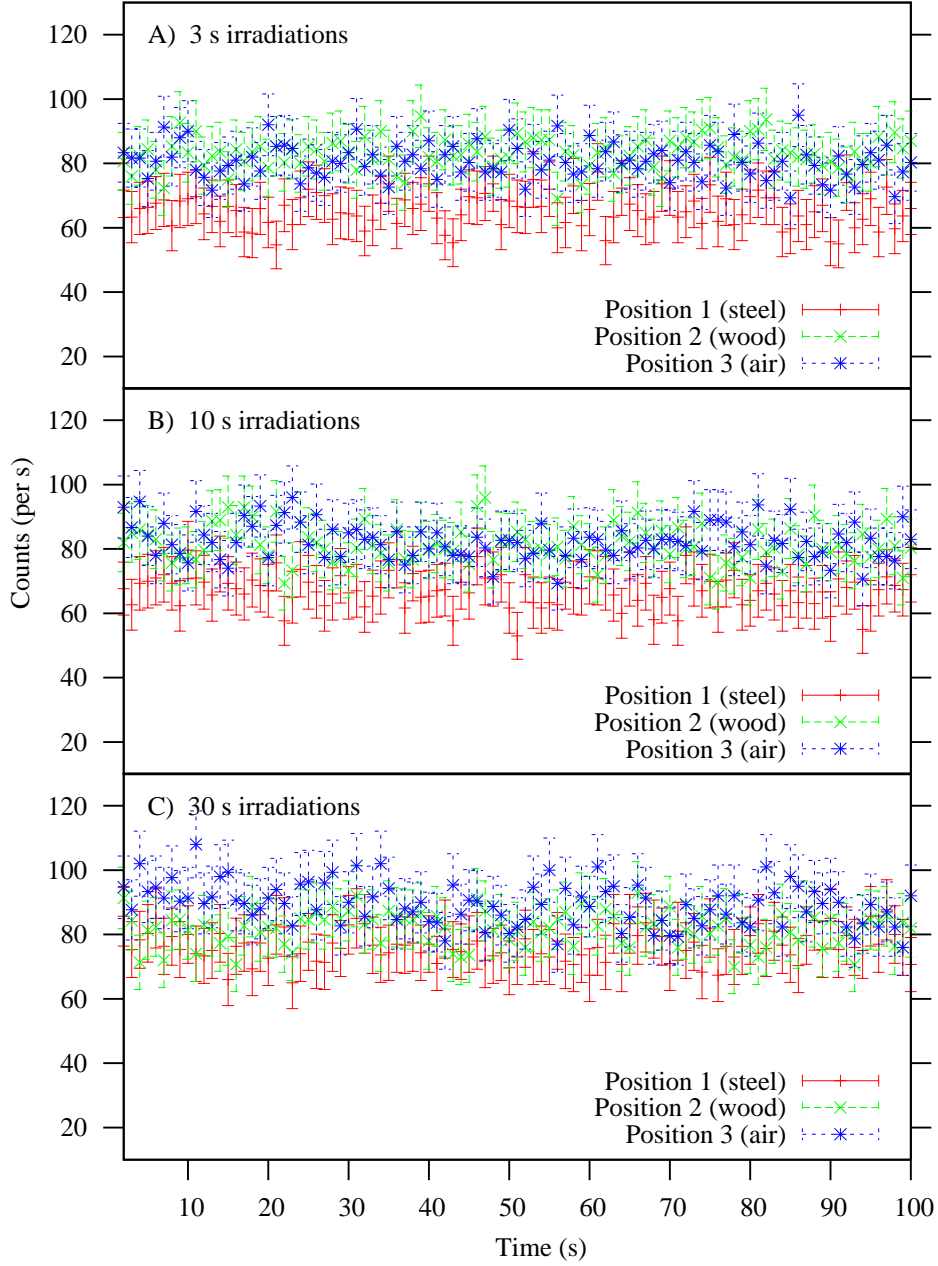 A) 3 s irradiations
120
100
80
60
40
20
Position 1 (steel)
Position 2 (wood)
Position 3 (air)
B) 10 s irradiations
120
100
80
60
40
20
Position 1 (steel)
Position 2 (wood)
Position 3 (air)
Counts (per s)
C) 30 s irradiations
120
100
80
60
40
20
Position 1 (steel)
Position 2 (wood)
Position 3 (air)
10 20 30 40 50 60 70 80 90 100
Time (s)